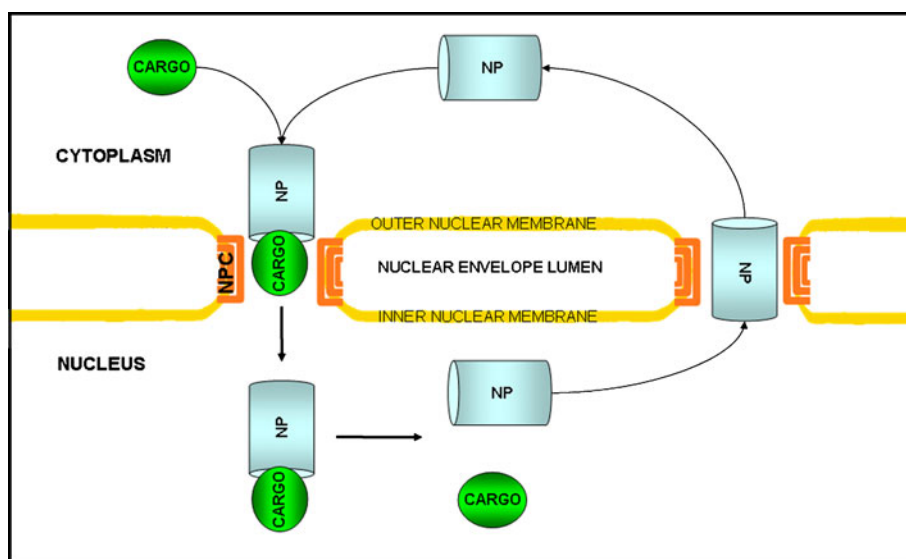 CARGO
NP
CYTOPLASM
NP
OUTER NUCLEAR MEMBRANE
NPC
CARGO
NUCLEAR ENVELOPE LUMEN
NP
INNER NUCLEAR MEMBRANE
NUCLEUS
NP
NP
CARGO
CARGO